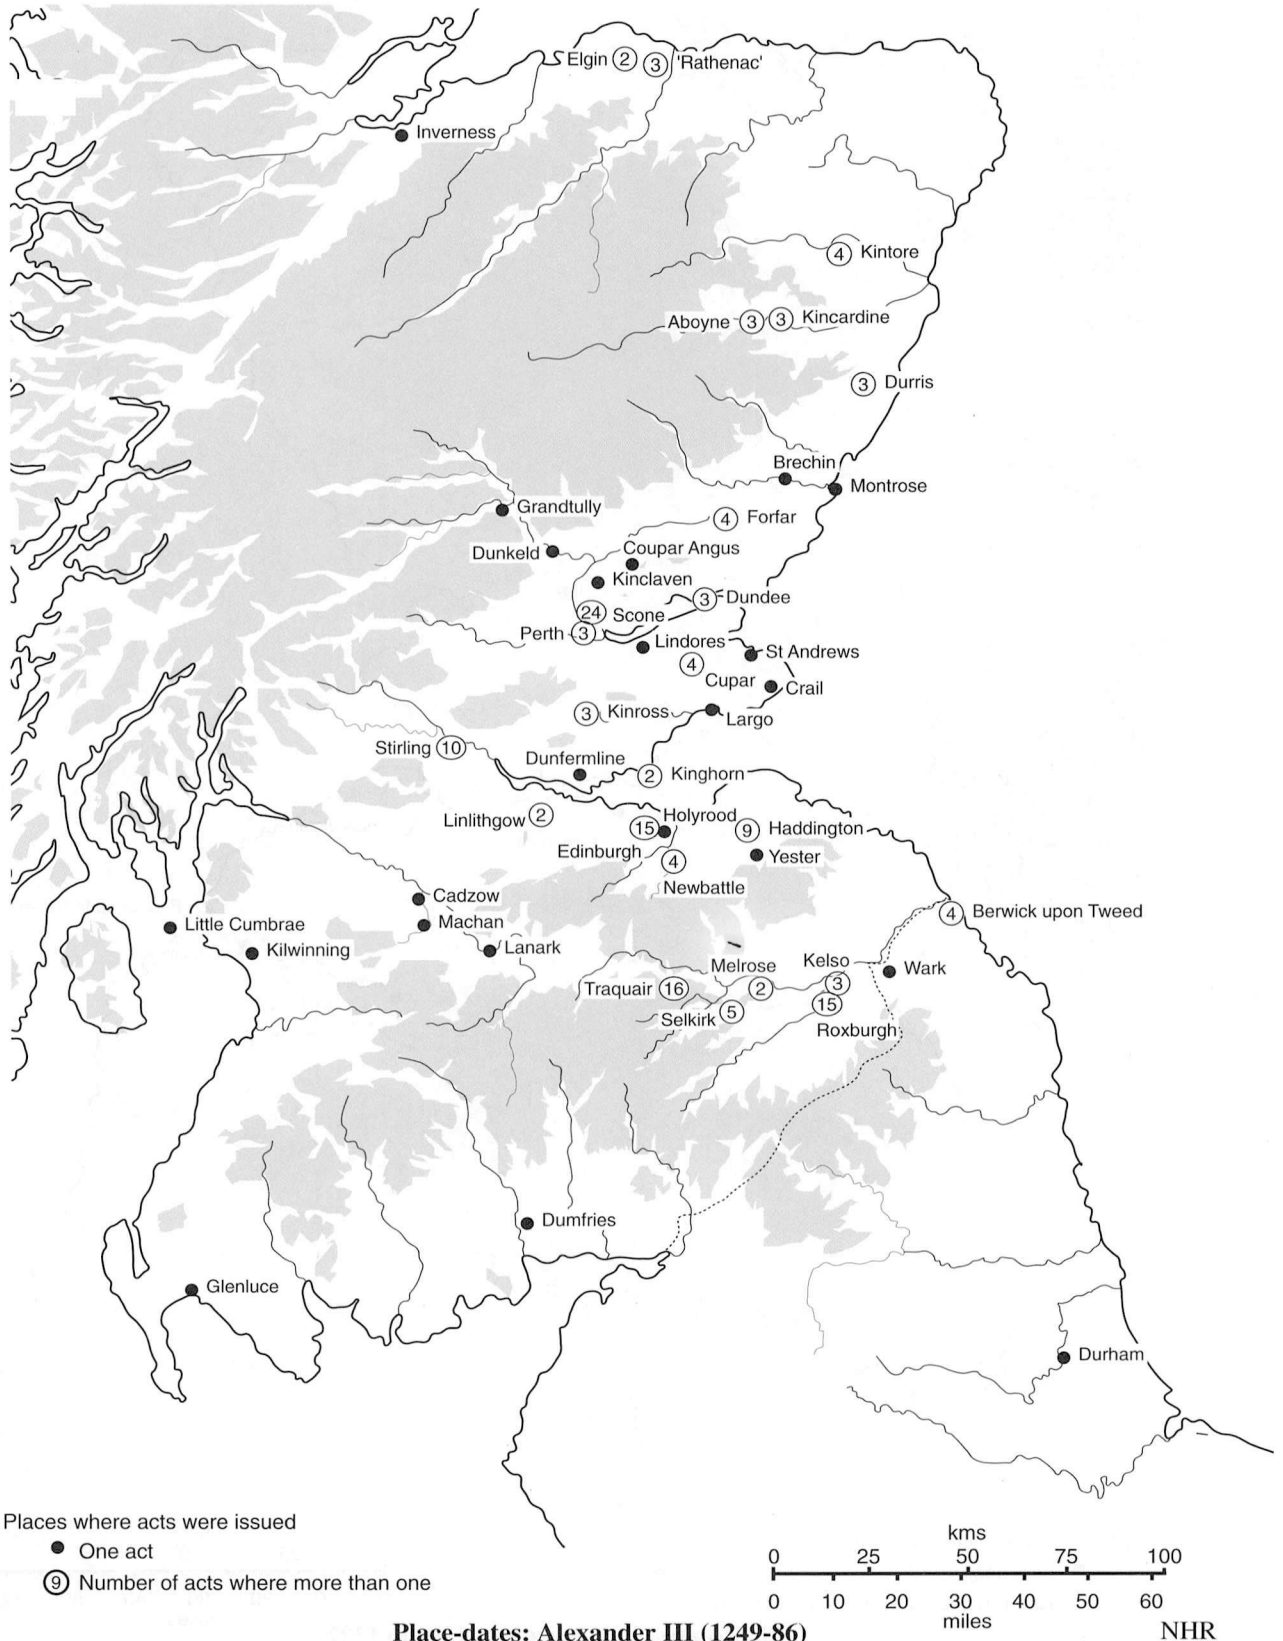 Elgin 2 3 'Rathenac'
Inverness
4 Kintore
Aboyne 3 3 Kincardine
3 Durris
Brechin
Montrose
Grandtully
4 Forfar
Dunkeld
Coupar Angus
Kinclaven
3 Dundee
24 Scone
Perth 3
Lindores
St Andrews
4
Cupar
Crail
3 Kinross
Largo
Stirling 10
Dunfermline
2 Kinghorn
Linlithgow 2
Holyrood
15
9 Haddington
Edinburgh
Yester
4
Newbattle
Cadzow
Machan
Little Cumbrae
Kilwinning
Lanark
4 Berwick upon Tweed
Melrose
Kelso
Wark
Traquair 16
2
3
Selkirk 5
15
Roxburgh
Dumfries
Glenluce
Durham
Places where acts were issued
One act
9 Number of acts where more than one
kms
0 25 50 75 100
0 10 20 30 40 50 60
miles
Place-dates: Alexander III (1249-86)
NHR